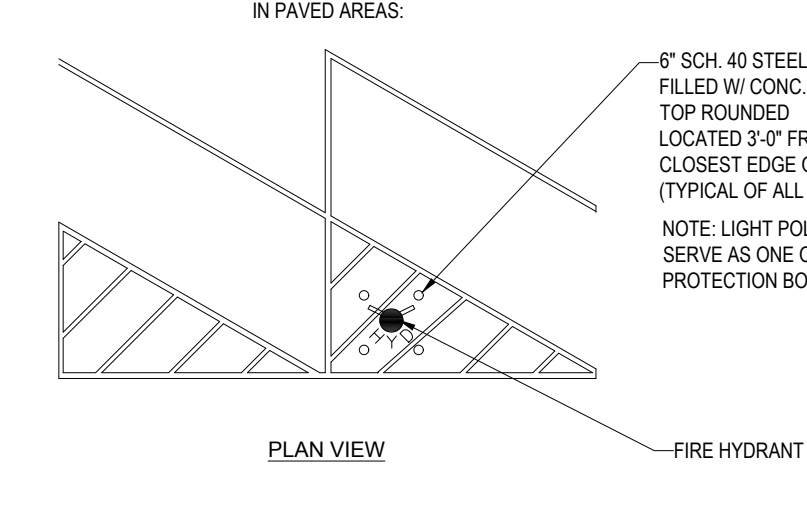 IN PAVED AREAS:
6" SCH. 40 STEEL
FILLED W/ CONC.
TOP ROUNDED
LOCATED 3'-0" FR
CLOSEST EDGE
(TYPICAL OF ALL
NOTE: LIGHT POL
SERVE AS ONE
PROTECTION BO
HYD
PLAN VIEW
FIRE HYDRANT